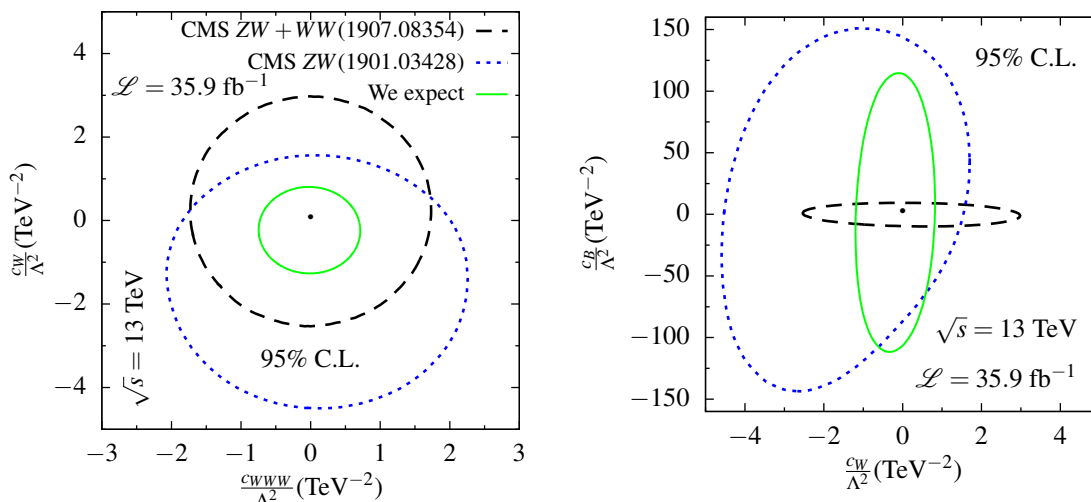 CMS ZW + WW(1907.08354)
CMS ZW(1901.03428)
We expect
ℒ = 35.9 fb⁻¹
√s = 13 TeV
95% C.L.
4
2
0
−2
−4
c_W/Λ² (TeV⁻²)
−3 −2 −1 0 1 2 3
c_WWW/Λ² (TeV⁻²)
95% C.L.
√s = 13 TeV
ℒ = 35.9 fb⁻¹
150
100
50
0
−50
−100
−150
c_B/Λ² (TeV⁻²)
−4 −2 0 2 4
c_W/Λ² (TeV⁻²)